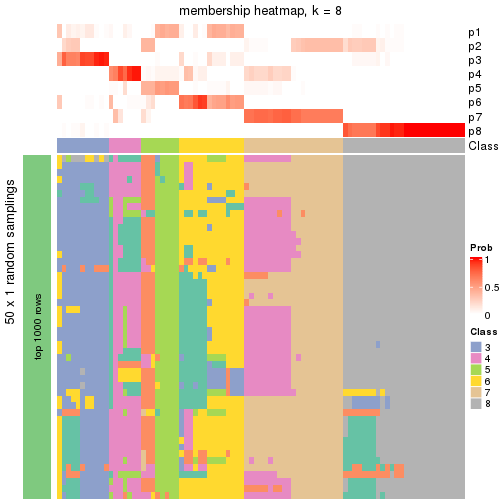 membership heatmap, k = 8
p1
p2
p3
p4
p5
p6
p7
p8
Class
50 x 1 random samplings
top 1000 rows
Prob
1
0.5
0
Class
3
4
5
6
7
8